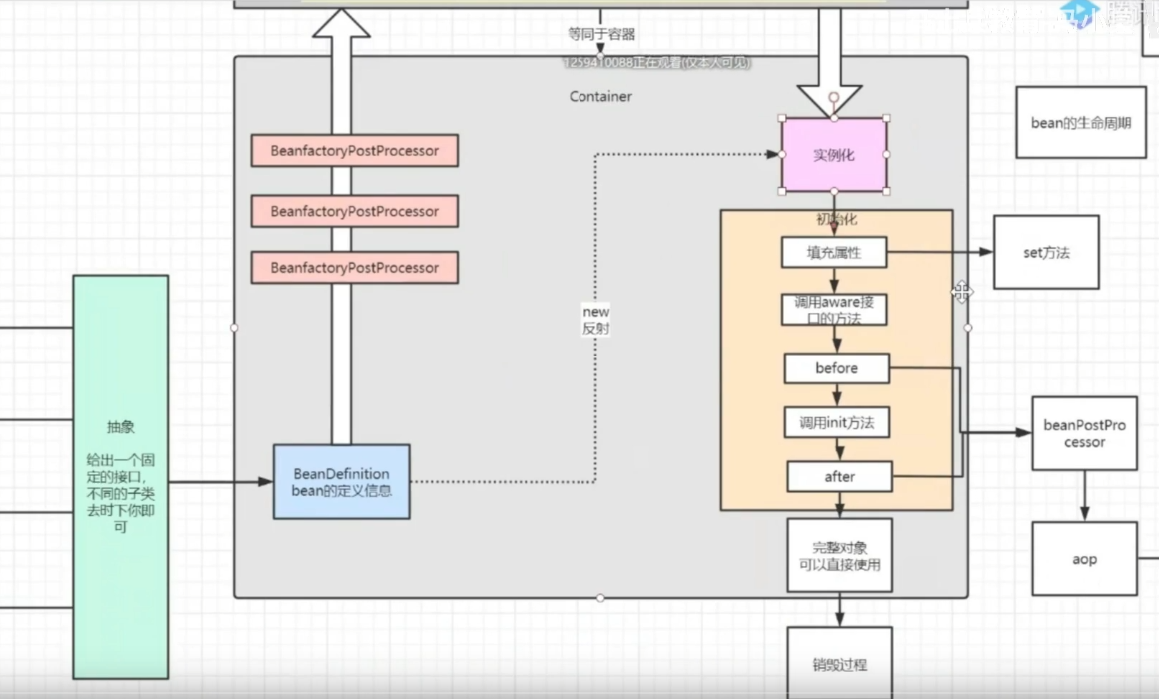 等同于容器
1259410088正在观看(仅本人可见)
Container
BeanfactoryPostProcessor
BeanfactoryPostProcessor
BeanfactoryPostProcessor
new
反射
BeanDefinition
bean的定义信息
抽象
给出一个固
定的接口,
不同的子类
去时下你即
可
实例化
初始化
填充属性
调用aware接
口的方法
before
调用init方法
after
完整对象
可以直接使用
销毁过程
bean的生命周期
set方法
beanPostPro
cessor
aop